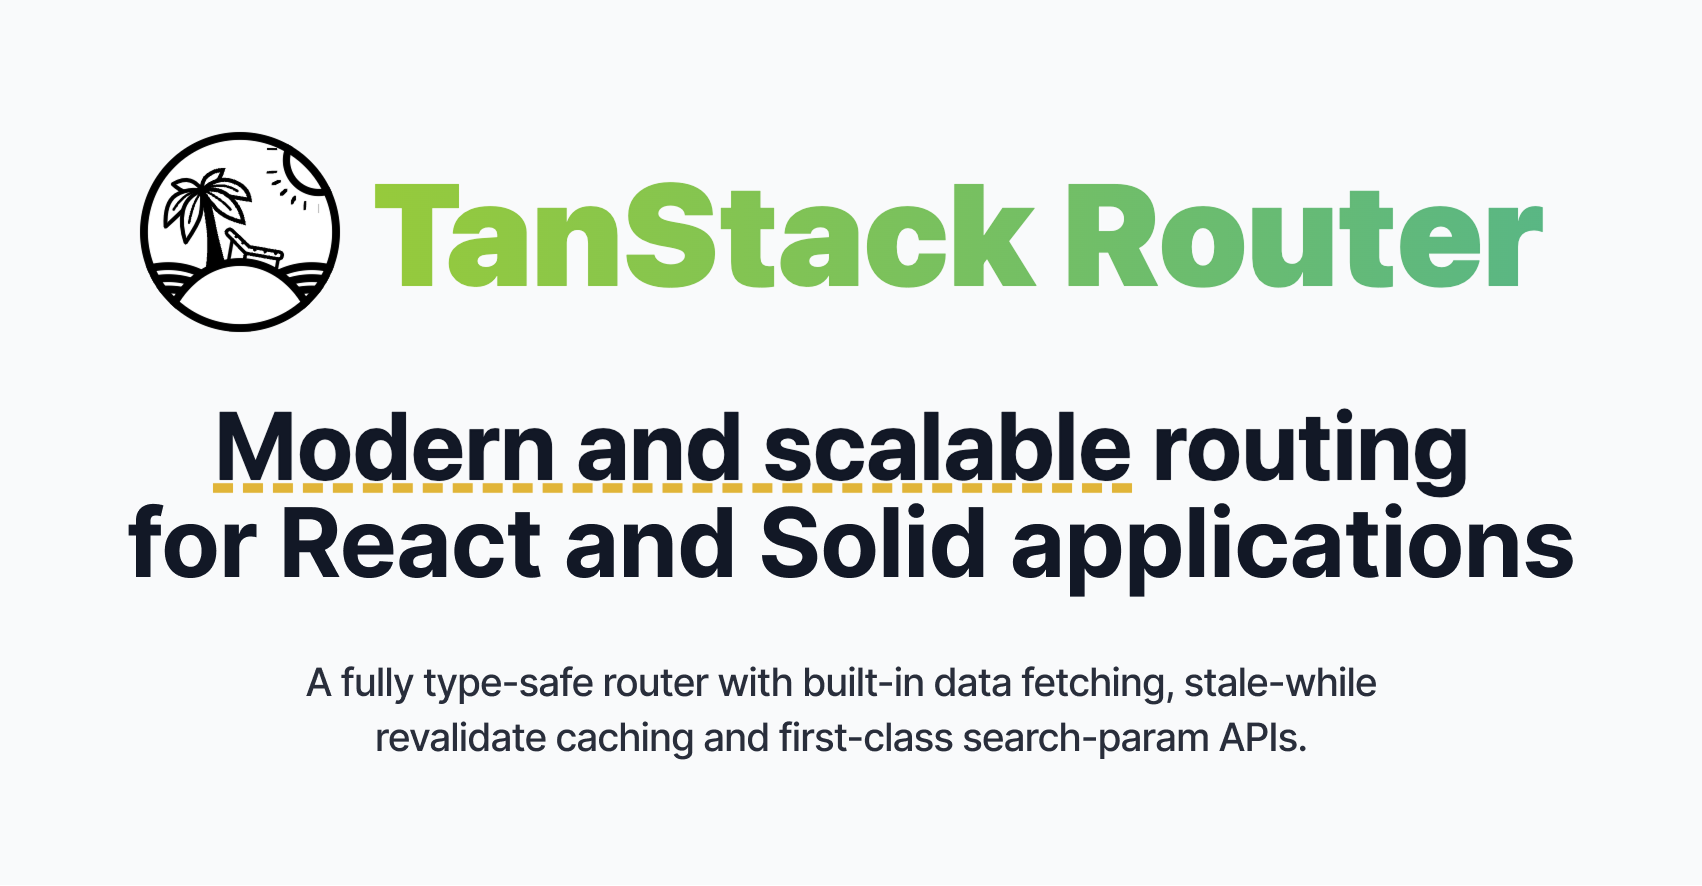 TanStack Router
Modern and scalable routing
for React and Solid applications
A fully type-safe router with built-in data fetching, stale-while
revalidate caching and first-class search-param APIs.